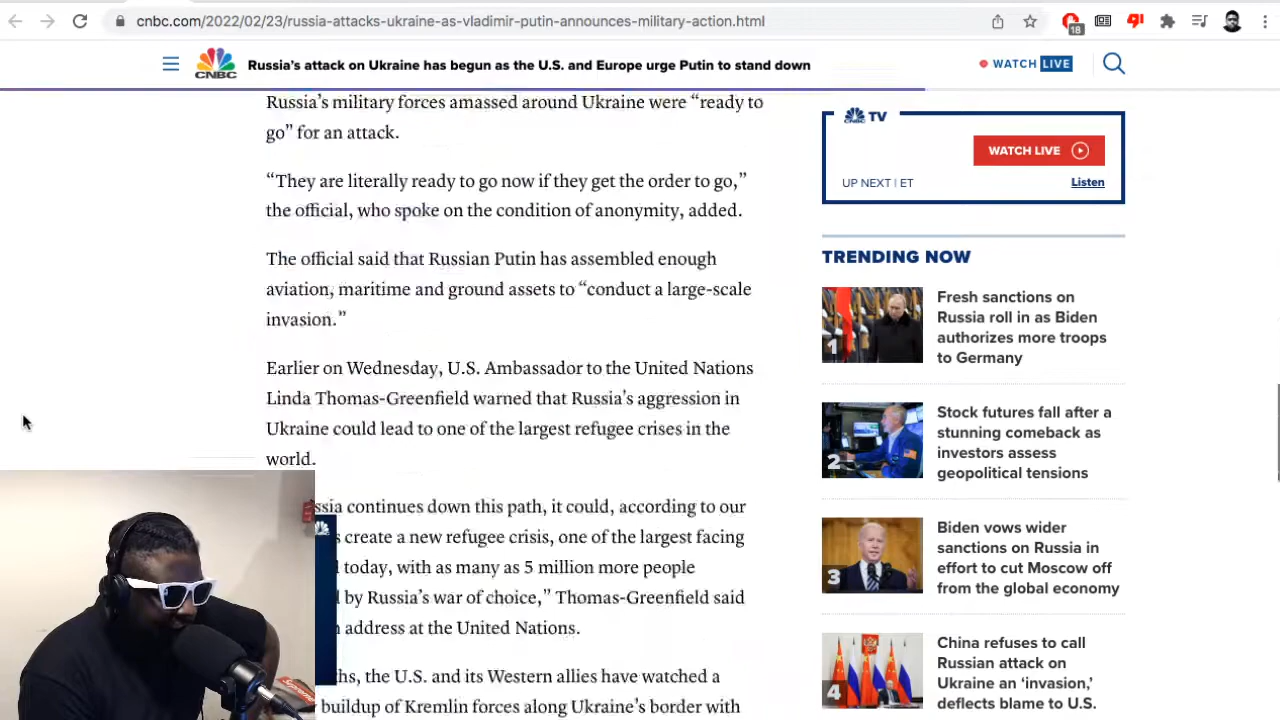 cnbc.com/2022/02/23/russia-attacks-ukraine-as-vladimir-putin-announces-military-action.html
18
CNBC
Russia's attack on Ukraine has begun as the U.S. and Europe urge Putin to stand down
WATCH LIVE
Russia's military forces amassed around Ukraine were “ready to
go” for an attack.
“They are literally ready to go now if they get the order to go,”
the official, who spoke on the condition of anonymity, added.
The official said that Russian Putin has assembled enough
aviation, maritime and ground assets to “conduct a large-scale
invasion.”
Earlier on Wednesday, U.S. Ambassador to the United Nations
Linda Thomas-Greenfield warned that Russia's aggression in
Ukraine could lead to one of the largest refugee crises in the
world.
ssia continues down this path, it could, according to our
s create a new refugee crisis, one of the largest facing
today, with as many as 5 million more people
by Russia's war of choice,” Thomas-Greenfield said
address at the United Nations.
hs, the U.S. and its Western allies have watched a
buildup of Kremlin forces along Ukraine's border with
CNBC TV
WATCH LIVE
UP NEXT | ET
Listen
TRENDING NOW
1
Fresh sanctions on
Russia roll in as Biden
authorizes more troops
to Germany
2
Stock futures fall after a
stunning comeback as
investors assess
geopolitical tensions
3
Biden vows wider
sanctions on Russia in
effort to cut Moscow off
from the global economy
4
China refuses to call
Russian attack on
Ukraine an ‘invasion,’
deflects blame to U.S.
Supreme